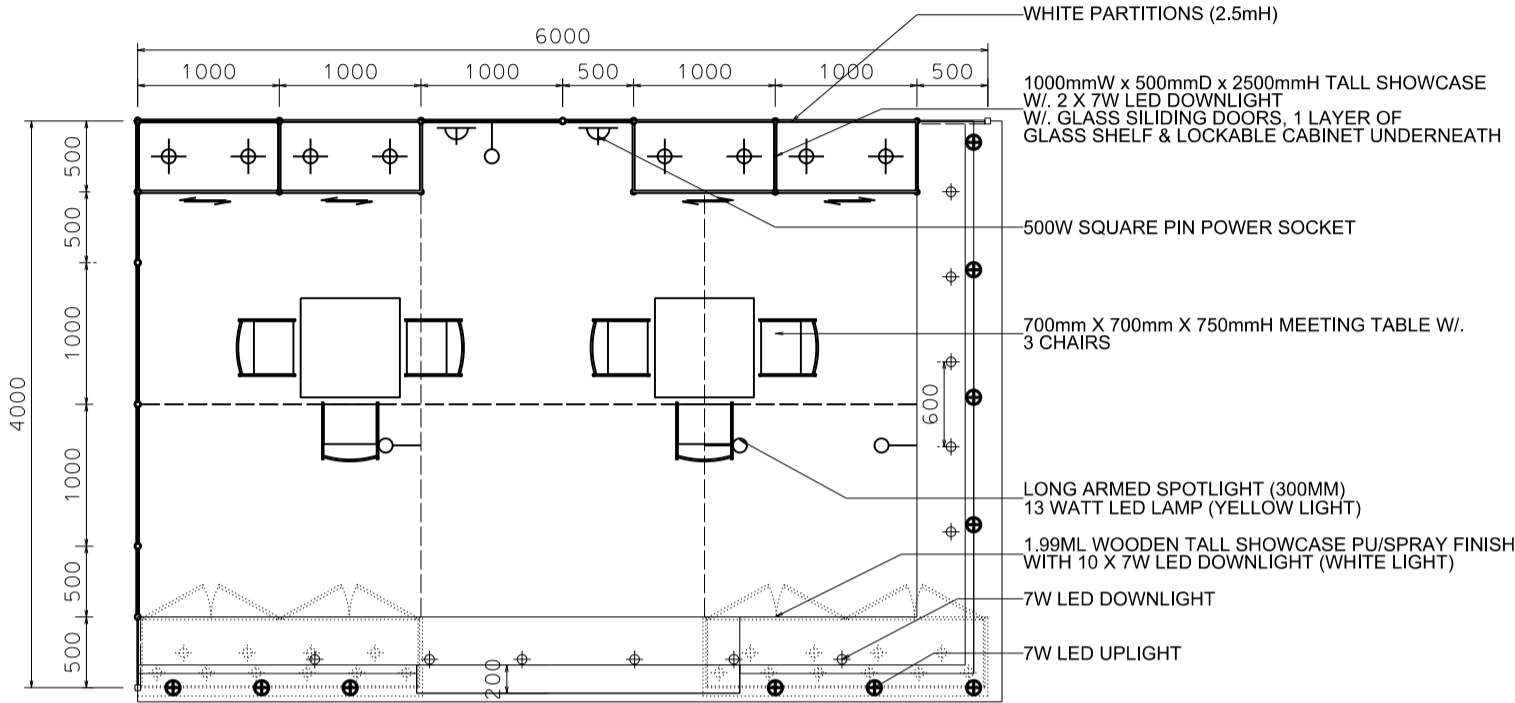 WHITE PARTITIONS (2.5mH)
6000
1000 1000 1000 500 1000 1000 500
1000mmW x 500mmD x 2500mmH TALL SHOWCASE
W/. 2 X 7W LED DOWNLIGHT
W/. GLASS SILIDING DOORS, 1 LAYER OF
GLASS SHELF & LOCKABLE CABINET UNDERNEATH
500
500
500W SQUARE PIN POWER SOCKET
1000
700mm X 700mm X 750mmH MEETING TABLE W/.
3 CHAIRS
4000
600
1000
LONG ARMED SPOTLIGHT (300MM)
13 WATT LED LAMP (YELLOW LIGHT)
1.99ML WOODEN TALL SHOWCASE PU/SPRAY FINISH
WITH 10 X 7W LED DOWNLIGHT (WHITE LIGHT)
500
7W LED DOWNLIGHT
500
7W LED UPLIGHT
200